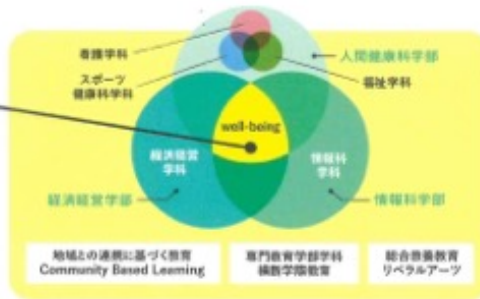 看護学科
人間健康科学部
スポーツ
健康科学科
福祉学科
well-being
経済経営
学科
情報科
学科
経済経営学部
情報科学部
地域との連携に基づく教育
Community Based Learning
専門教育学部学科
横断学際教育
総合教養教育
リベラルアーツ